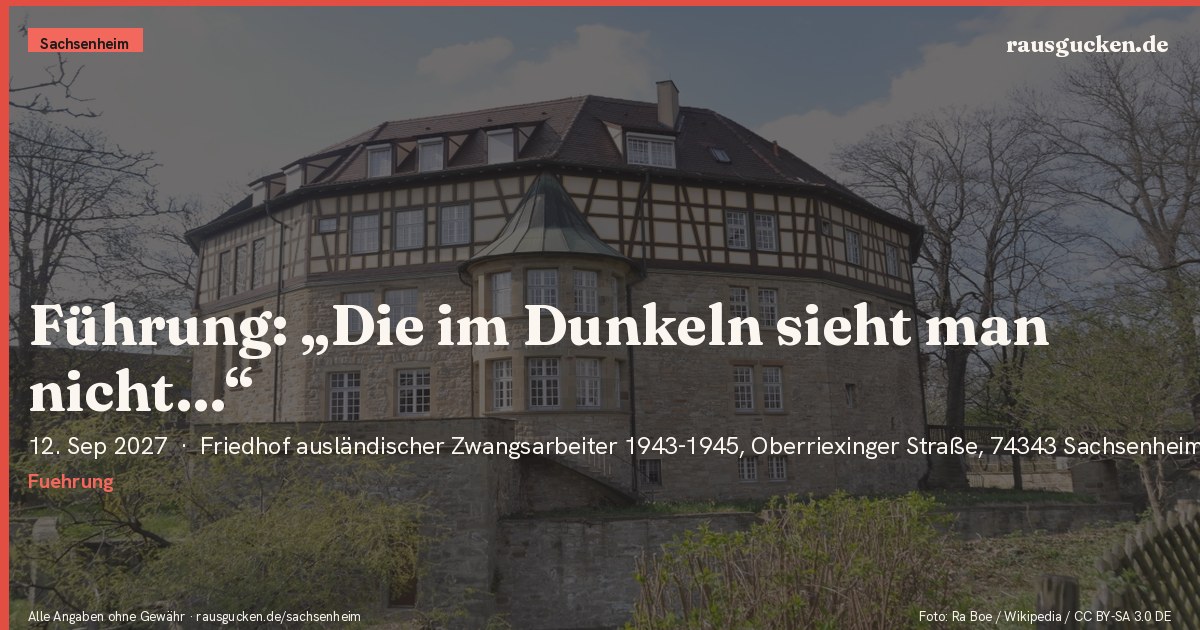 Sachsenheim
rausgucken.de
Führung: „Die im Dunkeln sieht man
nicht...“
12. Sep 2027 · Friedhof ausländischer Zwangsarbeiter 1943-1945, Oberriexinger Straße, 74343 Sachsenheim
Fuehrung
Alle Angaben ohne Gewähr · rausgucken.de/sachsenheim
Foto: Ra Boe / Wikipedia / CC BY-SA 3.0 DE